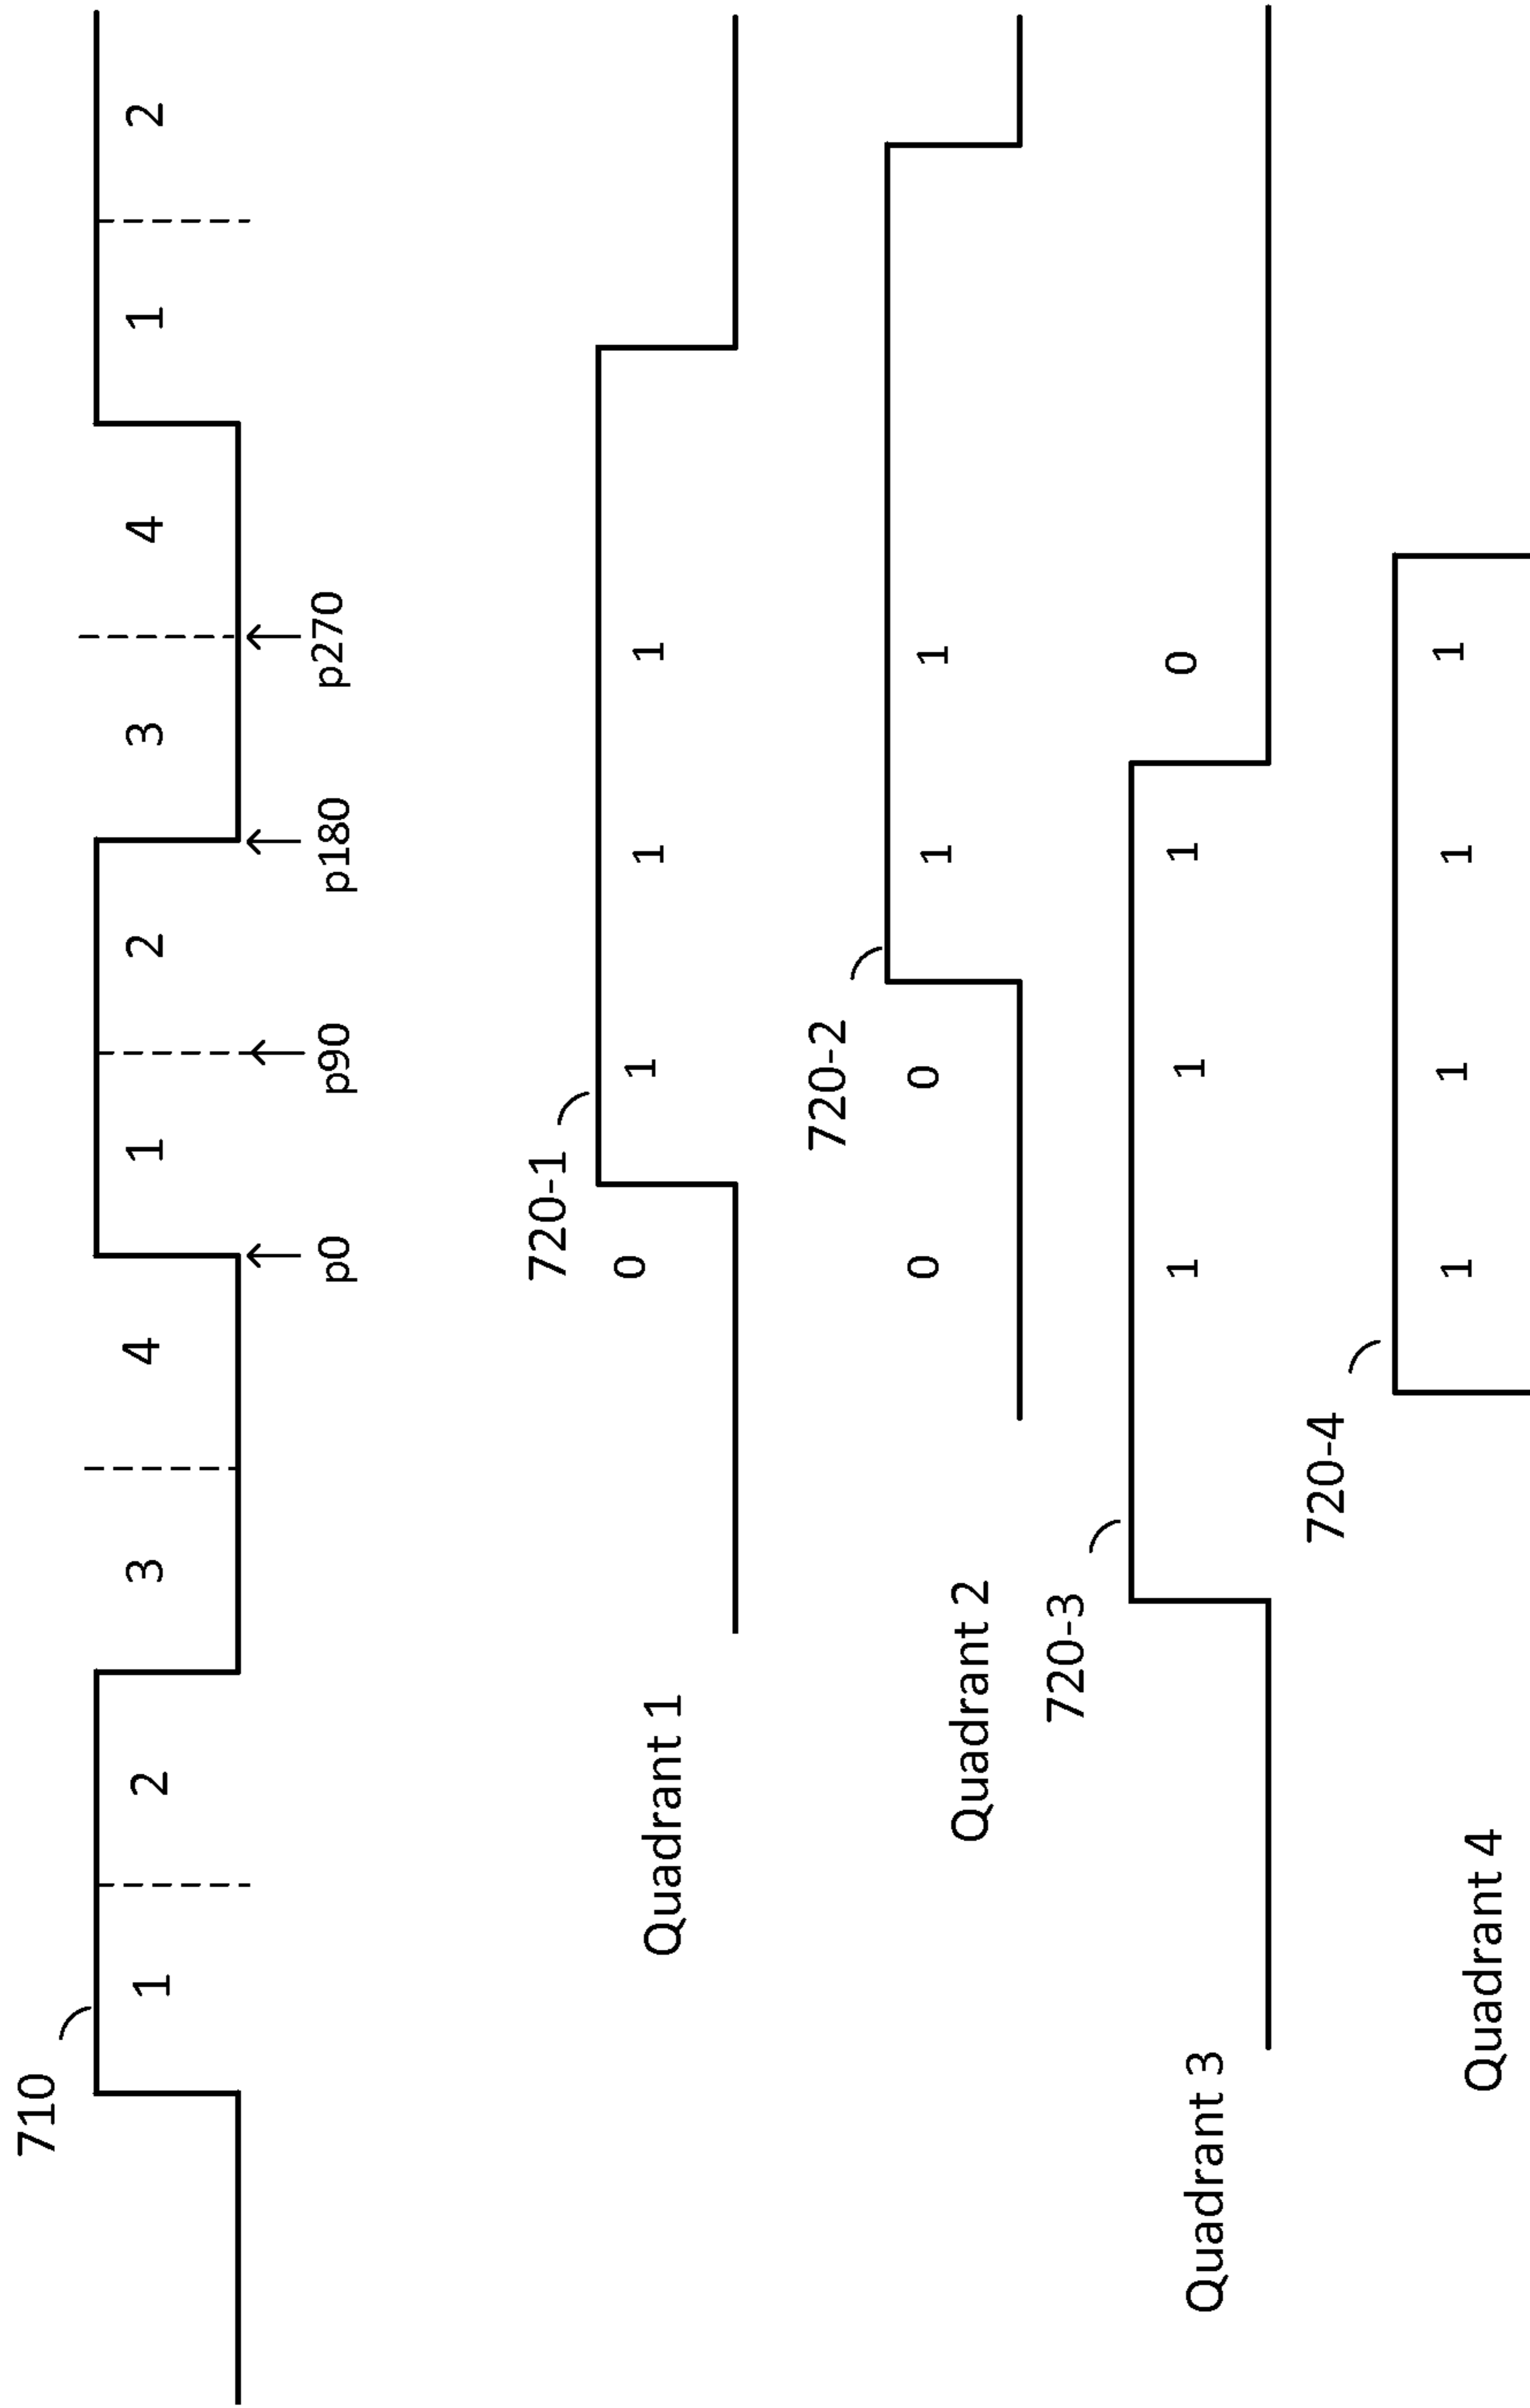 710
1 2 3 4 1 2 3 4 1 2
p0 p90 p180 p270
720-1
Quadrant 1
0 1 1 1
720-2
Quadrant 2
0 0 1 1
720-3
Quadrant 3
1 1 1 0
720-4
Quadrant 4
1 1 1 1